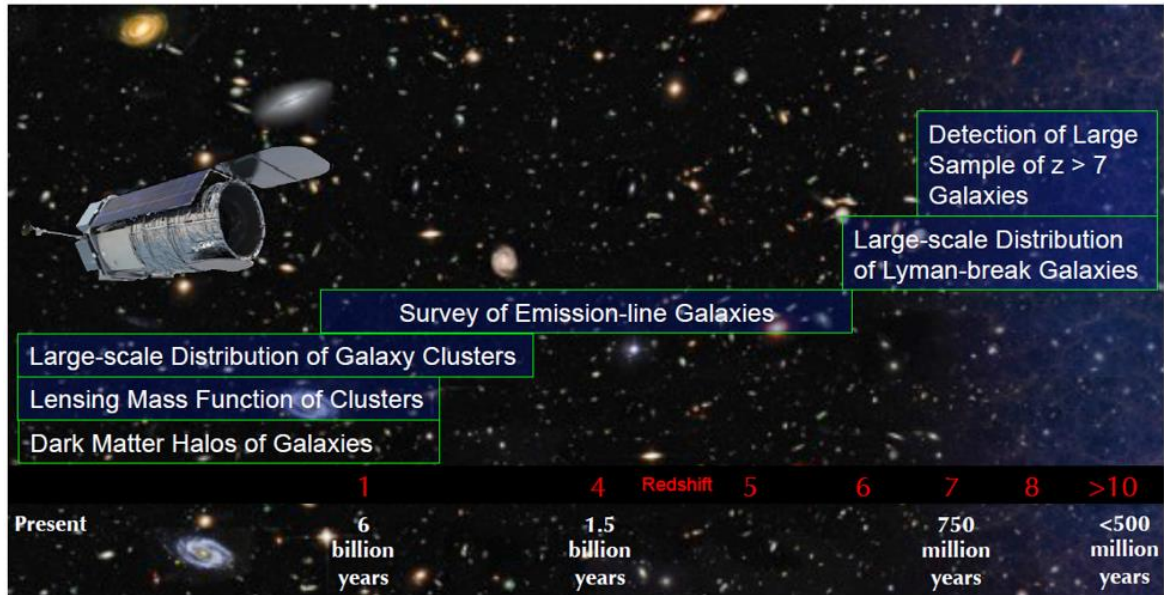 Detection of Large
Sample of z > 7
Galaxies
Large-scale Distribution
of Lyman-break Galaxies
Survey of Emission-line Galaxies
Large-scale Distribution of Galaxy Clusters
Lensing Mass Function of Clusters
Dark Matter Halos of Galaxies
1 4 Redshift 5 6 7 8 >10
Present 6 1.5 750 <500
billion billion million million
years years years years